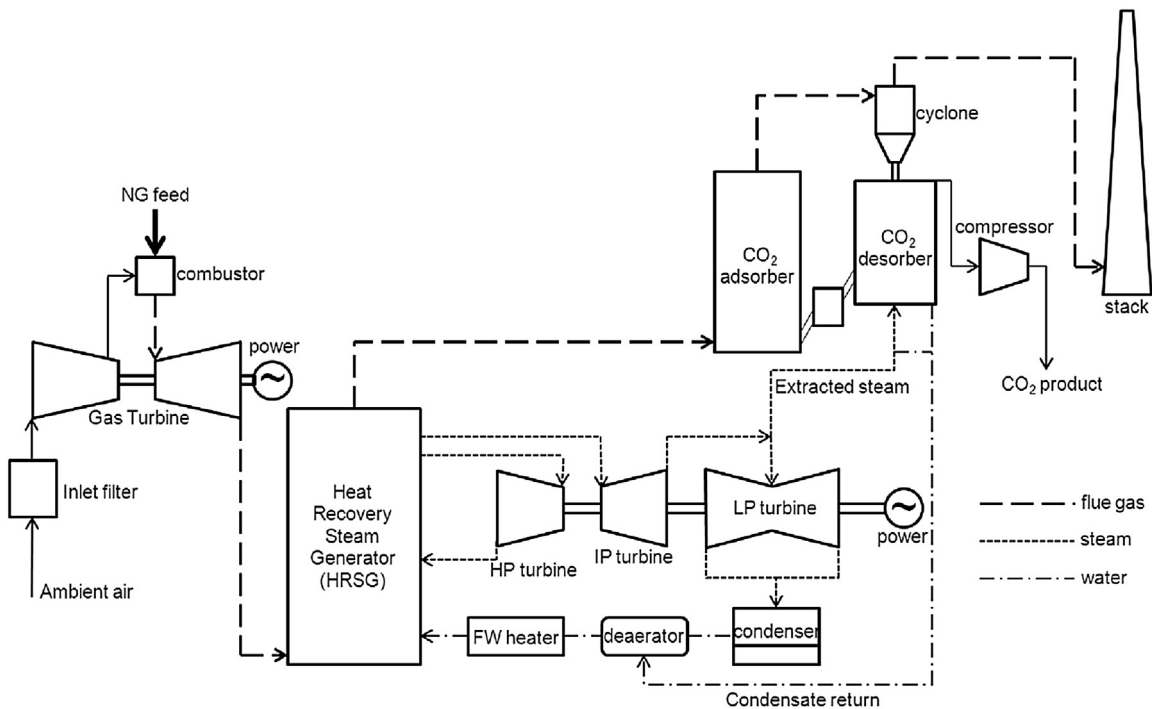 cyclone
NG feed
combustor
CO₂
adsorber
CO₂
desorber
compressor
stack
power
Gas Turbine
Extracted steam
CO₂ product
Inlet filter
Heat
Recovery
Steam
Generator
(HRSG)
LP turbine
HP turbine
IP turbine
power
flue gas
steam
water
Ambient air
FW heater
deaerator
condenser
Condensate return